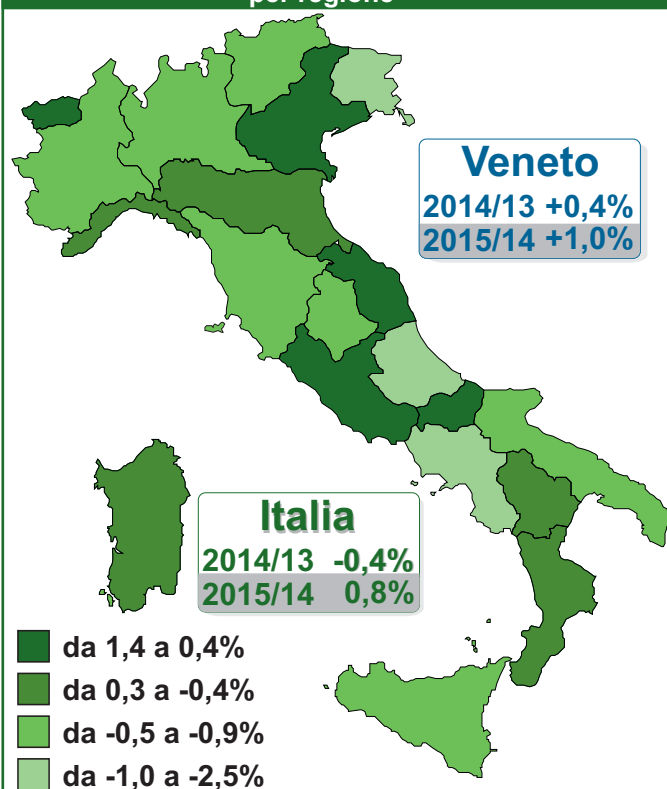 per regione
Veneto
2014/13 +0,4%
2015/14 +1,0%
Italia
2014/13 -0,4%
2015/14 0,8%
da 1,4 a 0,4%
da 0,3 a -0,4%
da -0,5 a -0,9%
da -1,0 a -2,5%